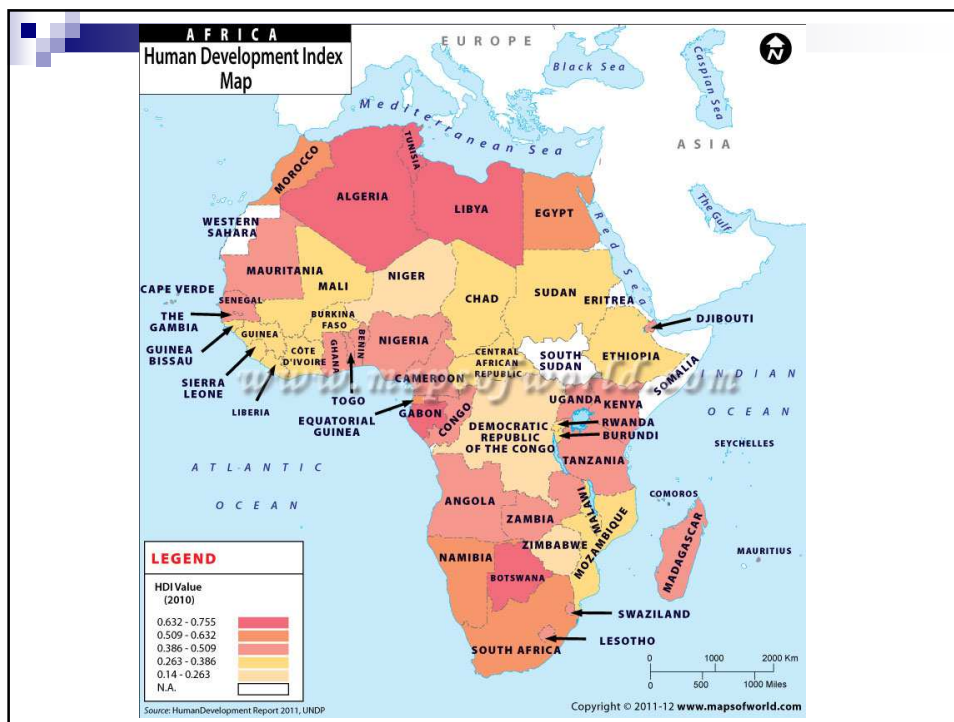 AFRICA
Human Development Index
Map
EUROPE
Black Sea
Caspian Sea
N
Mediterranean Sea
ASIA
TUNISIA
MOROCCO
ALGERIA
LIBYA
EGYPT
The Gulf
Red Sea
WESTERN
SAHARA
MAURITANIA
MALI
NIGER
CHAD
SUDAN
ERITREA
CAPE VERDE
SENEGAL
THE
GAMBIA
BURKINA
FASO
DJIBOUTI
GUINEA
BISSAU
GUINEA
CÔTE
D'IVOIRE
GHANA
BENIN
NIGERIA
CENTRAL
AFRICAN
REPUBLIC
SOUTH
SUDAN
ETHIOPIA
SOMALIA
INDIAN
OCEAN
SIERRA
LEONE
LIBERIA
TOGO
CAMEROON
www.mapsofworld.com
EQUATORIAL
GUINEA
GABON
CONGO
DEMOCRATIC
REPUBLIC
OF THE CONGO
UGANDA
KENYA
RWANDA
BURUNDI
TANZANIA
SEYCHELLES
ATLANTIC
OCEAN
ANGOLA
ZAMBIA
MALAWI
MOZAMBIQUE
COMOROS
MADAGASCAR
MAURITIUS
ZIMBABWE
NAMIBIA
BOTSWANA
SWAZILAND
LESOTHO
SOUTH AFRICA
LEGEND
HDI Value
(2010)
0.632 - 0.755
0.509 - 0.632
0.386 - 0.509
0.263 - 0.386
0.14 - 0.263
N.A.
0 1000 2000 Km
0 500 1000 Miles
Source: HumanDevelopment Report 2011, UNDP
Copyright © 2011-12 www.mapsofworld.com